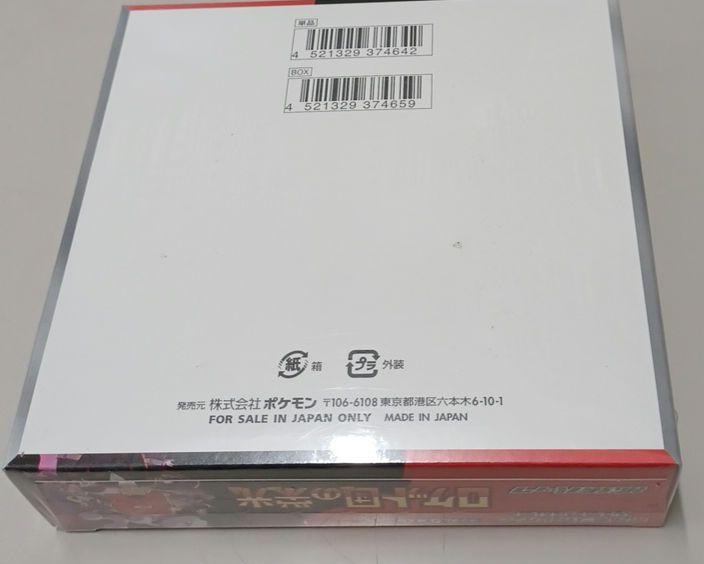 単品
4 521329 374642
BOX
4 521329 374659
紙 箱 プラ 外装
発売元 株式会社 ポケモン 〒106-6108 東京都港区六本木6-10-1
FOR SALE IN JAPAN ONLY MADE IN JAPAN
ロケット団の栄光